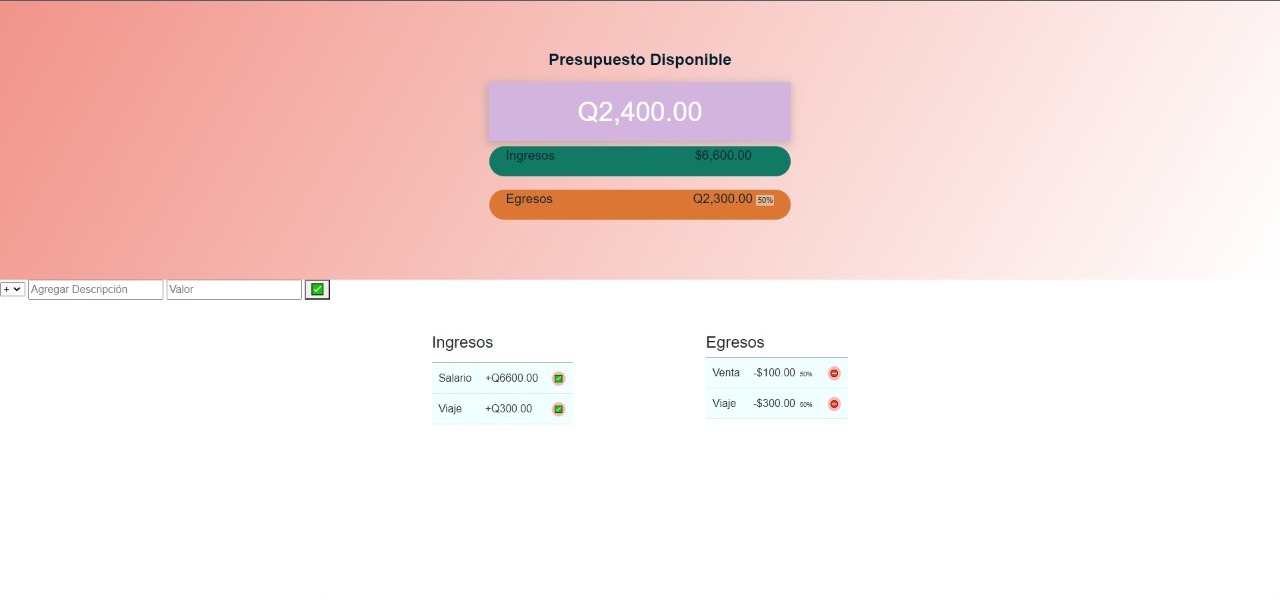 Presupuesto Disponible
Q2,400.00
Ingresos $6,600.00
Egresos Q2,300.00 50%
+ Agregar Descripción Valor
Ingresos
Salario +Q6600.00
Viaje +Q300.00
Egresos
Venta -$100.00 50%
Viaje -$300.00 50%